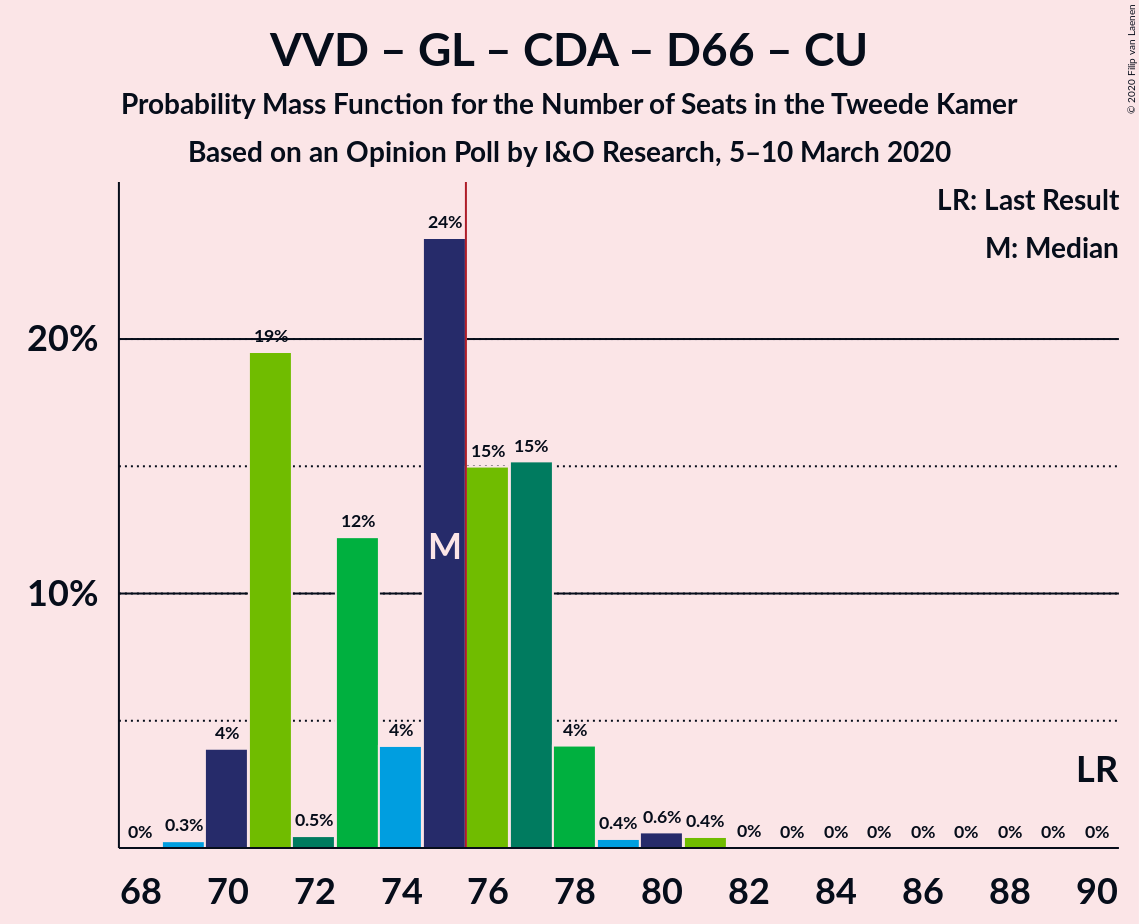 VVD – GL – CDA – D66 – CU
Probability Mass Function for the Number of Seats in the Tweede Kamer
Based on an Opinion Poll by I&O Research, 5–10 March 2020
© 2020 Filip van Laenen
LR: Last Result
M: Median
20%
10%
0%
0.3%
4%
19%
0.5%
12%
4%
24%
15%
15%
4%
0.4%
0.6%
0.4%
0%
0%
0%
0%
0%
0%
0%
0%
0%
M
LR
68 70 72 74 76 78 80 82 84 86 88 90